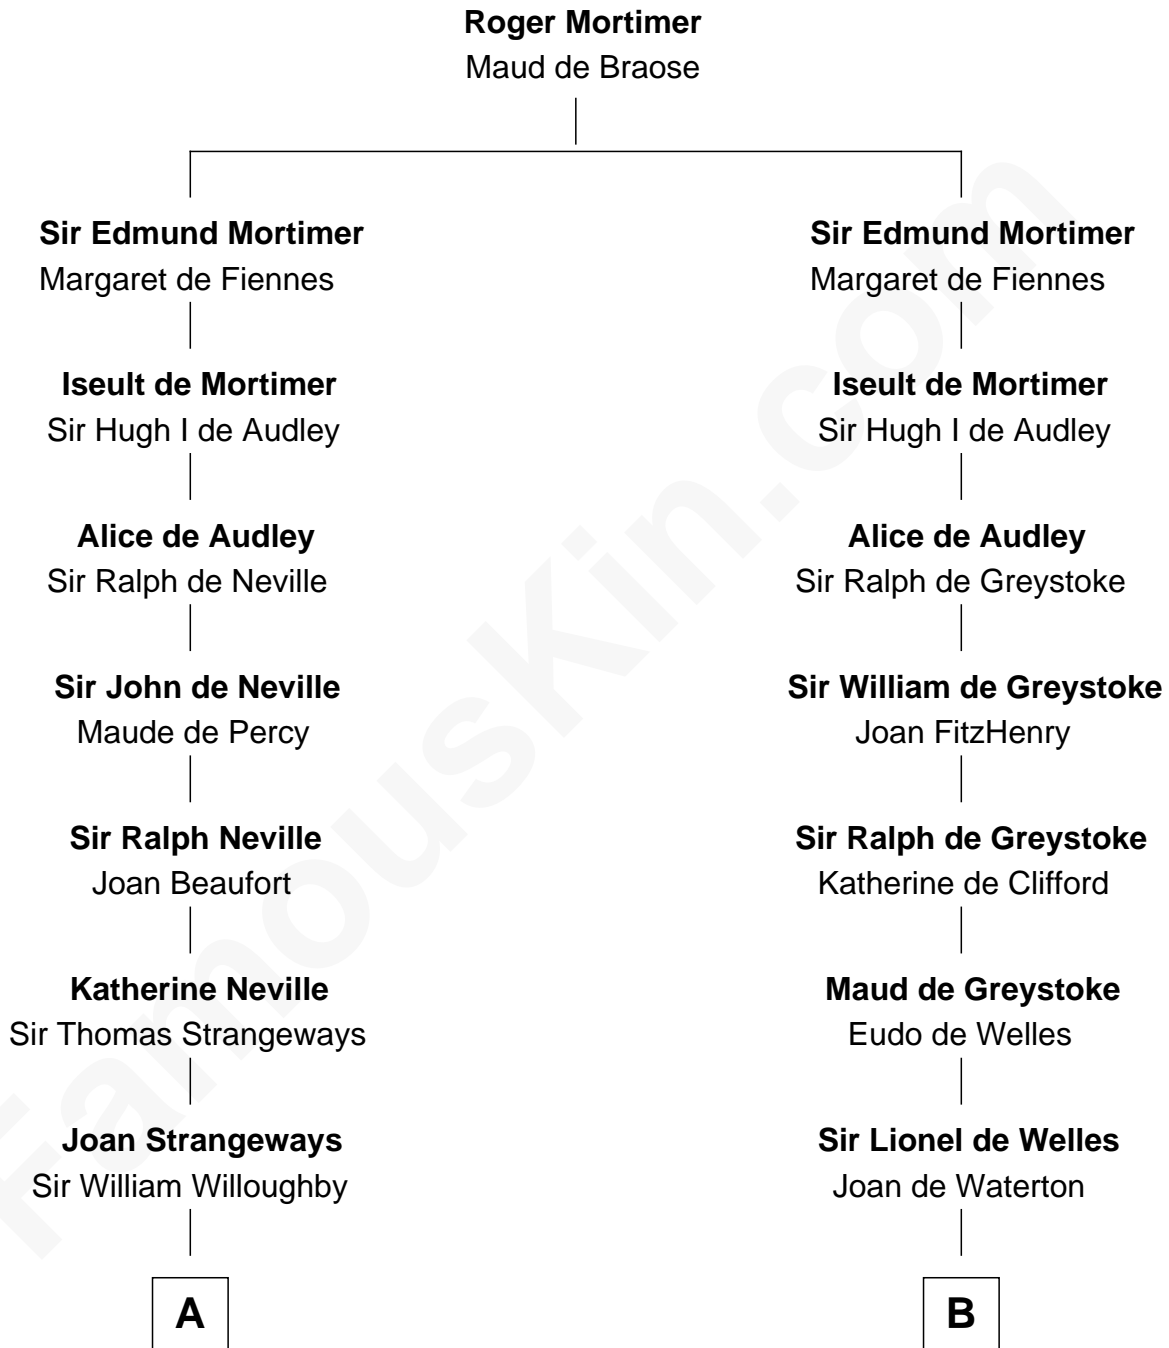 Roger Mortimer
Maud de Braose
Sir Edmund Mortimer
Margaret de Fiennes
Sir Edmund Mortimer
Margaret de Fiennes
Iseult de Mortimer
Sir Hugh I de Audley
Iseult de Mortimer
Sir Hugh I de Audley
Alice de Audley
Sir Ralph de Neville
Alice de Audley
Sir Ralph de Greystoke
Sir John de Neville
Maude de Percy
Sir William de Greystoke
Joan FitzHenry
Sir Ralph Neville
Joan Beaufort
Sir Ralph de Greystoke
Katherine de Clifford
Katherine Neville
Sir Thomas Strangeways
Maud de Greystoke
Eudo de Welles
Joan Strangeways
Sir William Willoughby
Sir Lionel de Welles
Joan de Waterton
A
B
FamousKin.com